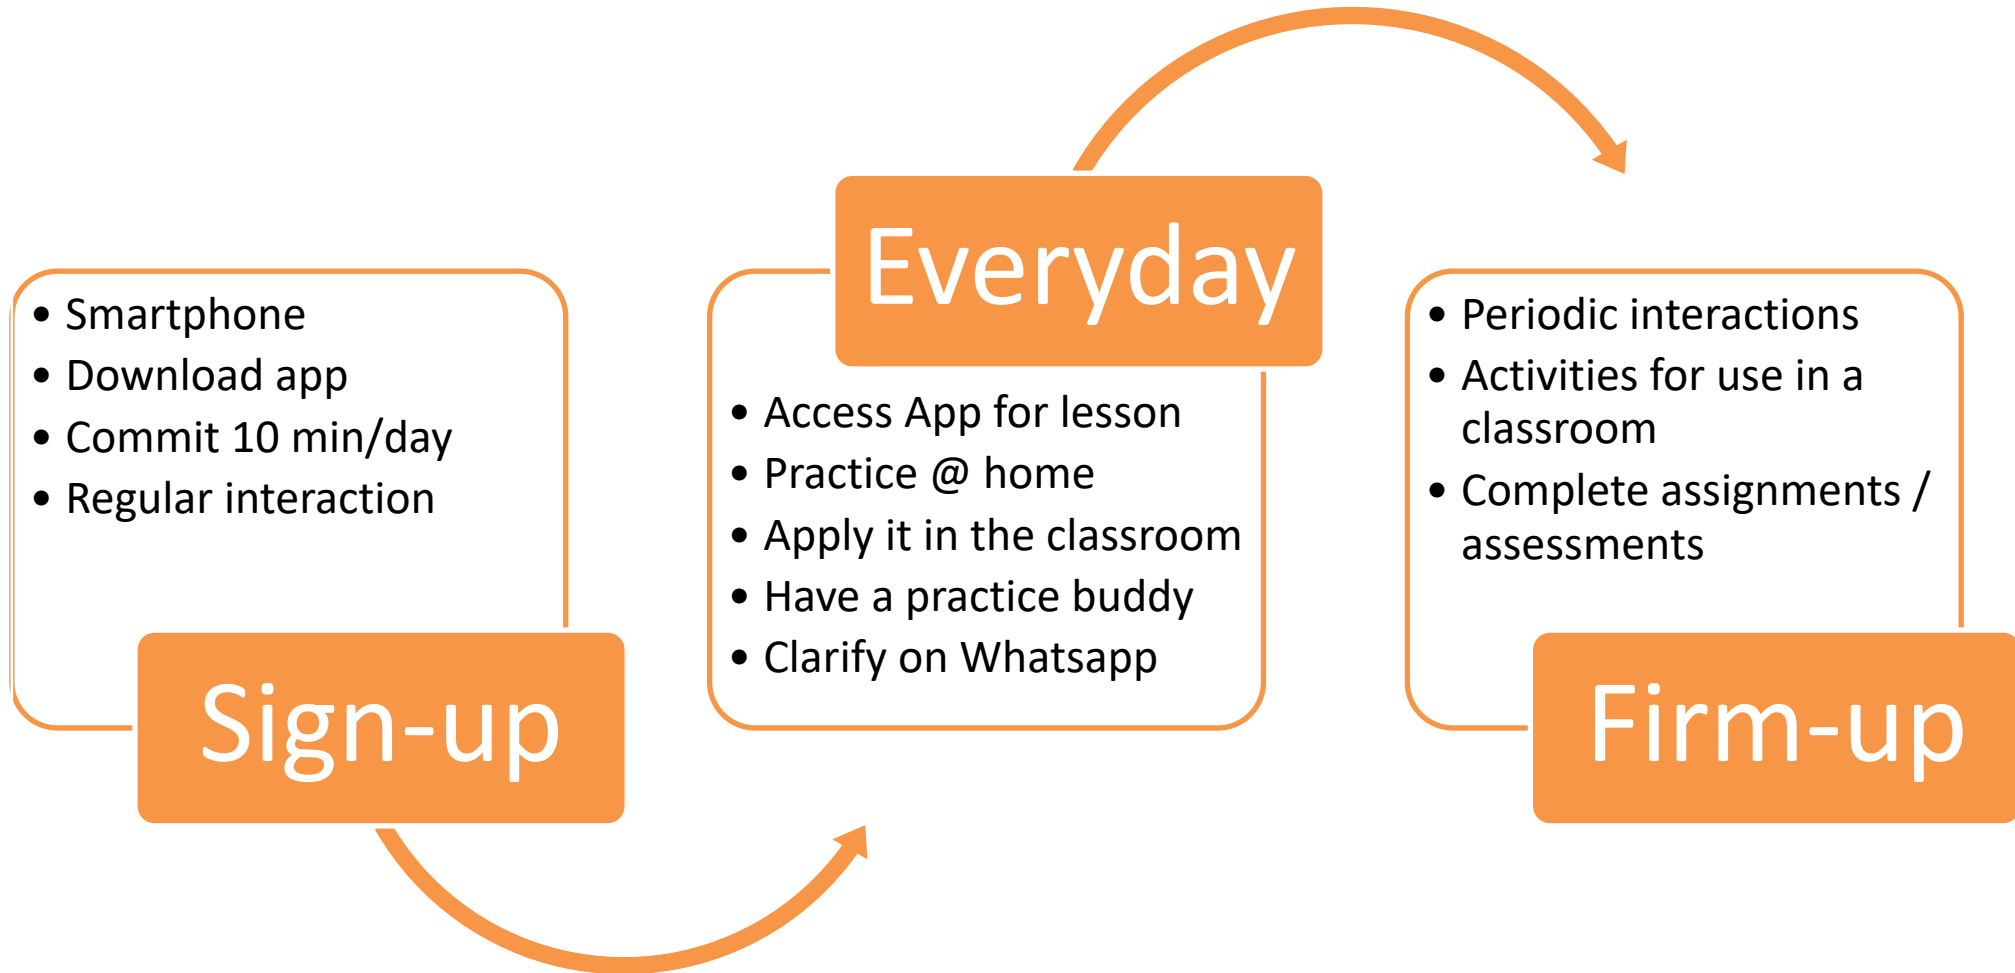 • Smartphone
• Download app
• Commit 10 min/day
• Regular interaction
Sign-up
Everyday
• Access App for lesson
• Practice @ home
• Apply it in the classroom
• Have a practice buddy
• Clarify on Whatsapp
• Periodic interactions
• Activities for use in a
classroom
• Complete assignments /
assessments
Firm-up